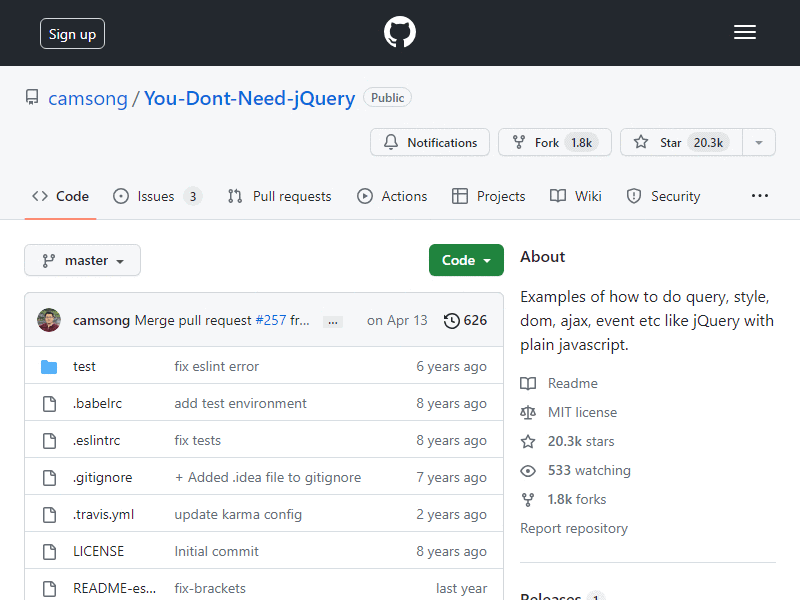 Sign up
camsong / You-Dont-Need-jQuery Public
Notifications Fork 1.8k Star 20.3k
Code Issues 3 Pull requests Actions Projects Wiki Security ...
master Code
camsong Merge pull request #257 fr... ... on Apr 13 626
test fix eslint error 6 years ago
.babelrc add test environment 8 years ago
.eslintrc fix tests 8 years ago
.gitignore + Added .idea file to gitignore 7 years ago
.travis.yml update karma config 2 years ago
LICENSE Initial commit 8 years ago
README-es... fix-brackets last year
About
Examples of how to do query, style,
dom, ajax, event etc like jQuery with
plain javascript.
Readme
MIT license
20.3k stars
533 watching
1.8k forks
Report repository
Releases 1